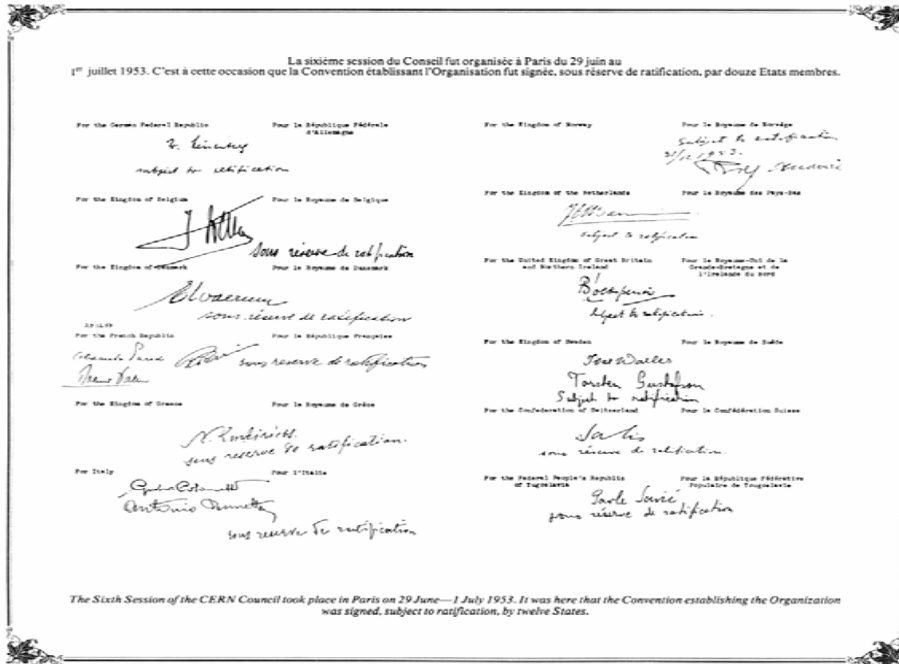 La sixième session du Conseil fut organisée à Paris du 29 juin au
1er juillet 1953. C'est à cette occasion que la Convention établissant l'Organisation fut signée, sous réserve de ratification, par douze Etats membres.
For the German Federal Republic
Pour la République Fédérale
d'Allemagne
subject to ratification
For the Kingdom of Belgium
Pour le Royaume de Belgique
sous réserve de ratification
For the Kingdom of Denmark
Pour le Royaume de Danemark
sous réserve de ratification
For the French Republic
Pour la République Française
sous reserve de ratification
For the Kingdom of Greece
Pour le Royaume de Grèce
sous reserve de ratification.
For Italy
Pour l'Italie
Antonio
sous reserve de ratification
For the Kingdom of Norway
Pour le Royaume de Norvège
Subject to ratification
31/12 1953.
For the Kingdom of the Netherlands
Pour le Royaume des Pays-Bas
subject to ratification
For the United Kingdom of Great Britain
and Northern Ireland
Pour le Royaume-Uni de la
Grande-Bretagne et de
l'Irelande du Nord
subject to ratification.
For the Kingdom of Sweden
Pour le Royaume de Suède
Torsten Gustafson
Subject to ratification
For the Confederation of Switzerland
Pour la Confédération Suisse
sous réserve de ratification.
For the Federal People's Republic
of Yugoslavia
Pour la République Fédérative
Populaire de Yougoslavie
Pavle Savić
sous réserve de ratification
The Sixth Session of the CERN Council took place in Paris on 29 June—1 July 1953. It was here that the Convention establishing the Organization
was signed, subject to ratification, by twelve States.